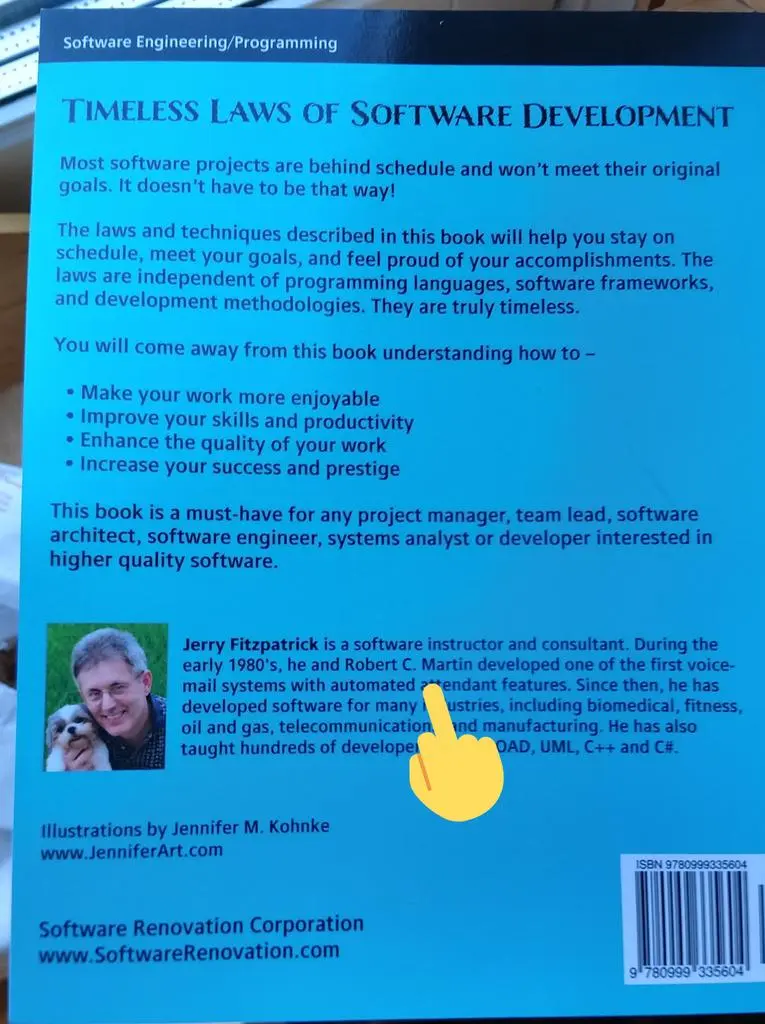 Software Engineering/Programming
TIMELESS LAWS OF SOFTWARE DEVELOPMENT
Most software projects are behind schedule and won't meet their original
goals. It doesn't have to be that way!
The laws and techniques described in this book will help you stay on
schedule, meet your goals, and feel proud of your accomplishments. The
laws are independent of programming languages, software frameworks,
and development methodologies. They are truly timeless.
You will come away from this book understanding how to –
• Make your work more enjoyable
• Improve your skills and productivity
• Enhance the quality of your work
• Increase your success and prestige
This book is a must-have for any project manager, team lead, software
architect, software engineer, systems analyst or developer interested in
higher quality software.
Jerry Fitzpatrick is a software instructor and consultant. During the
early 1980's, he and Robert C. Martin developed one of the first voice-
mail systems with automated attendant features. Since then, he has
developed software for many industries, including biomedical, fitness,
oil and gas, telecommunication and manufacturing. He has also
taught hundreds of UML, C++ and C#.
Illustrations by Jennifer M. Kohnke
www.JenniferArt.com
Software Renovation Corporation
www.SoftwareRenovation.com
ISBN 9780999335604
9 780999 335604